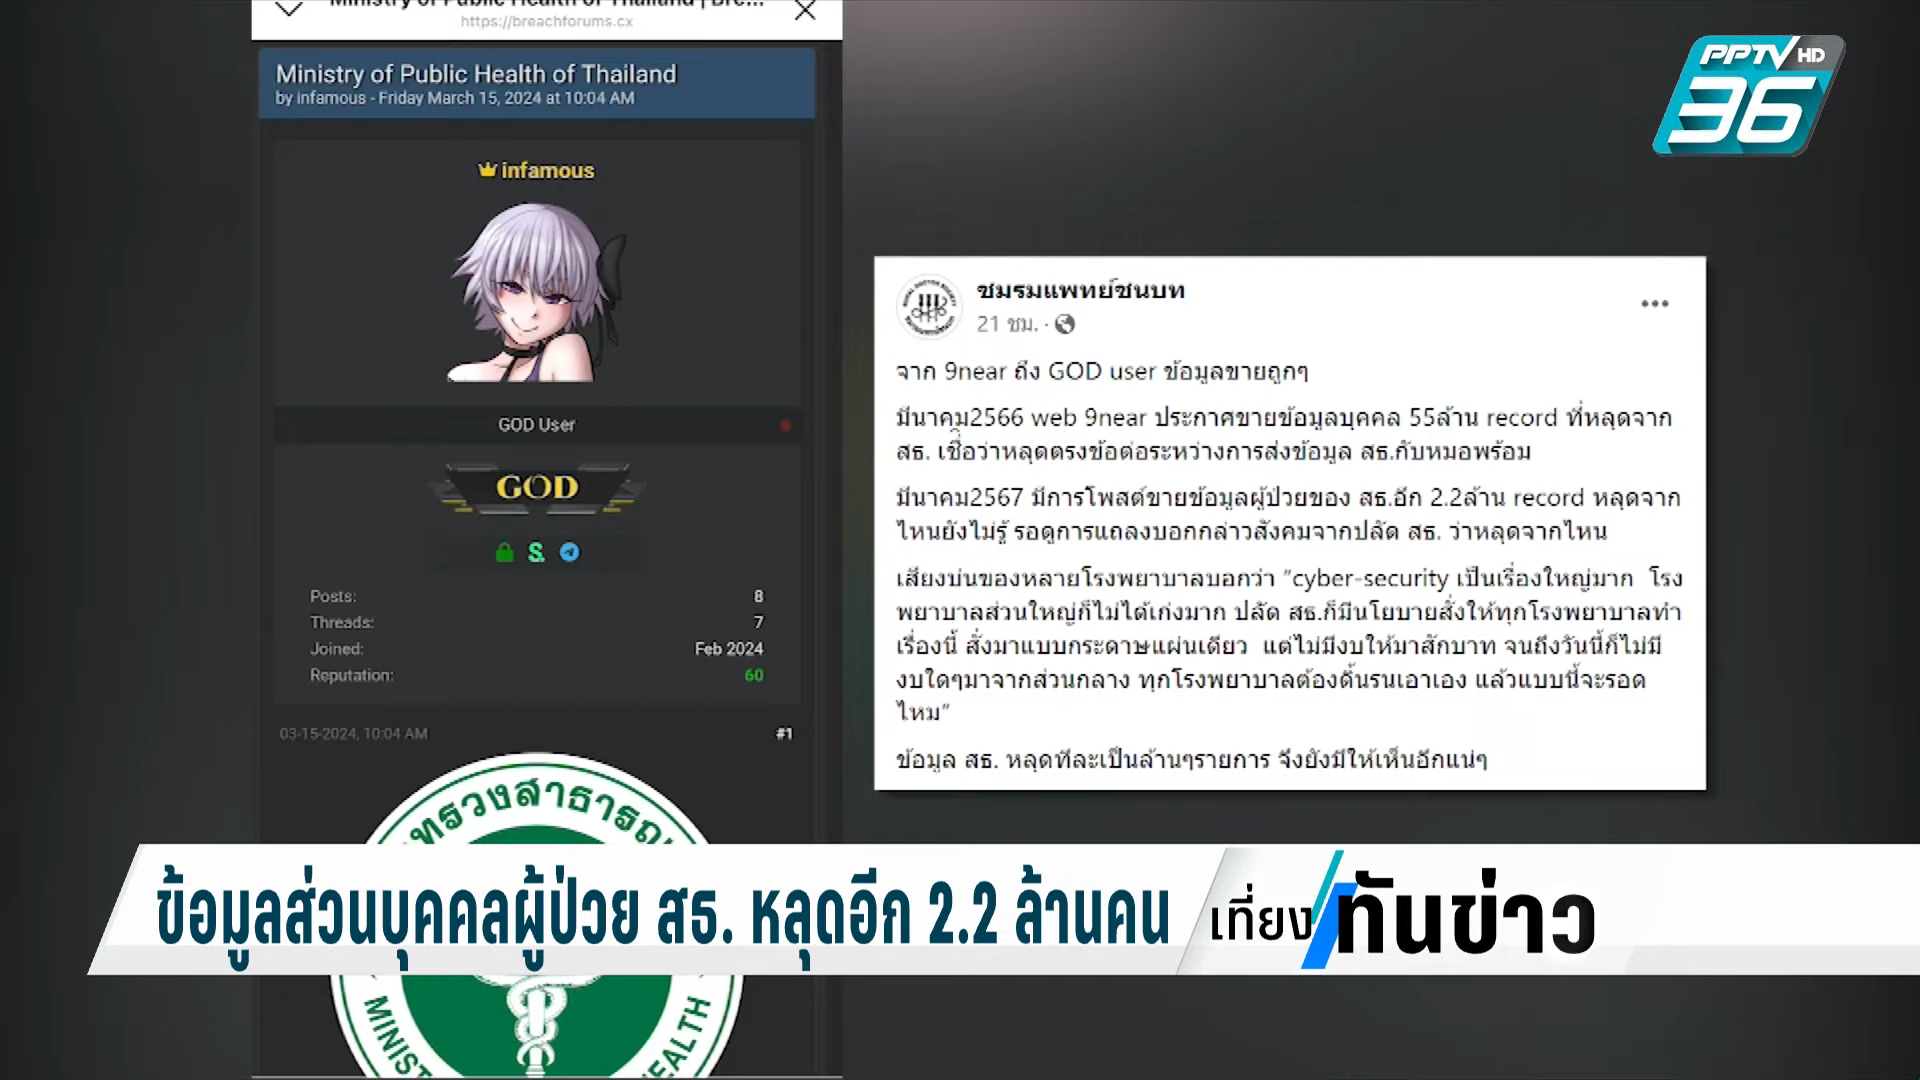 Ministry of Public Health of Thailand | Bre...
https://breachforums.cx
Ministry of Public Health of Thailand
by infamous - Friday March 15, 2024 at 10:04 AM
infamous
GOD User
GOD
Posts: 8
Threads: 7
Joined: Feb 2024
Reputation: 60
03-15-2024, 10:04 AM #1
PPTV HD
36
ชมรมแพทย์ชนบท
21 ชม. ·
จาก 9near ถึง GOD user ข้อมูลขายถูกๆ
มีนาคม2566 web 9near ประกาศขายข้อมูลบุคคล 55ล้าน record ที่หลุดจาก
สธ. เชื่อว่าหลุดตรงข้อต่อระหว่างการส่งข้อมูล สธ.กับหมอพร้อม
มีนาคม2567 มีการโพสต์ขายข้อมูลผู้ป่วยของ สธ.อีก 2.2ล้าน record หลุดจาก
ไหนยังไม่รู้ รอดูการแถลงบอกกล่าวสังคมจากปลัด สธ. ว่าหลุดจากไหน
เสียงบ่นของหลายโรงพยาบาลบอกว่า "cyber-security เป็นเรื่องใหญ่มาก โรง
พยาบาลส่วนใหญ่ก็ไม่ได้เก่งมาก ปลัด สธ.ก็มีนโยบายสั่งให้ทุกโรงพยาบาลทำ
เรื่องนี้ สั่งมาแบบกระดาษแผ่นเดียว แต่ไม่มีงบให้มาสักบาท จนถึงวันนี้ก็ไม่มี
งบใดๆมาจากส่วนกลาง ทุกโรงพยาบาลต้องดิ้นรนเอาเอง แล้วแบบนี้จะรอด
ไหม"
ข้อมูล สธ. หลุดทีละเป็นล้านๆรายการ จึงยังมีให้เห็นอีกแน่ๆ
ข้อมูลส่วนบุคคลผู้ป่วย สธ. หลุดอีก 2.2 ล้านคน
เที่ยง ทันข่าว